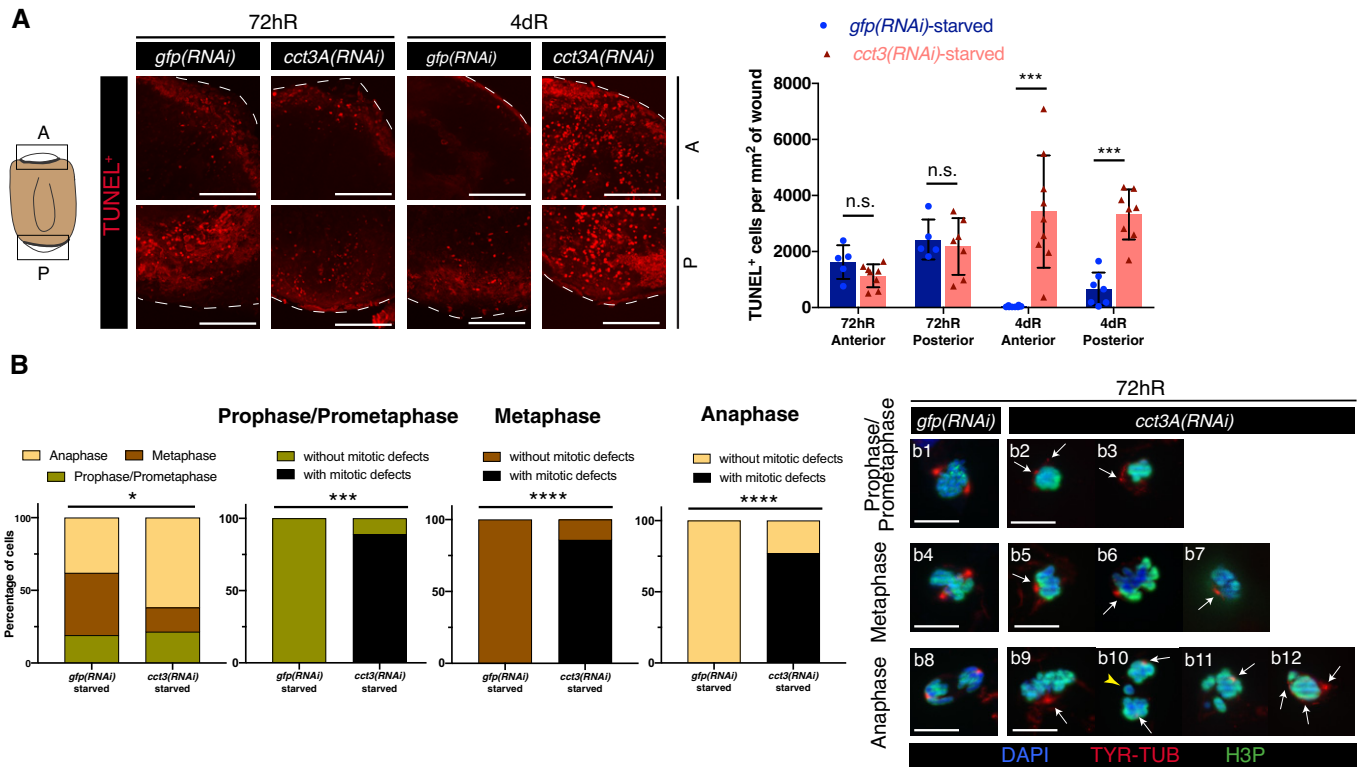 A
72hR
4dR
gfp(RNAi)
cct3A(RNAi)
gfp(RNAi)
cct3A(RNAi)
TUNEL+
A
P
A
P
gfp(RNAi)-starved
cct3(RNAi)-starved
TUNEL+ cells per mm2 of wound
8000
6000
4000
2000
0
n.s.
n.s.
***
***
72hR Anterior
72hR Posterior
4dR Anterior
4dR Posterior
B
Anaphase
Metaphase
Prophase/Prometaphase
*
Percentage of cells
100
50
0
gfp(RNAi) starved
cct3(RNAi) starved
Prophase/Prometaphase
without mitotic defects
with mitotic defects
***
100
50
0
gfp(RNAi) starved
cct3(RNAi) starved
Metaphase
without mitotic defects
with mitotic defects
****
100
50
0
gfp(RNAi) starved
cct3(RNAi) starved
Anaphase
without mitotic defects
with mitotic defects
****
100
50
0
gfp(RNAi) starved
cct3(RNAi) starved
72hR
gfp(RNAi)
cct3A(RNAi)
Prophase/
Prometaphase
b1
b2
b3
Metaphase
b4
b5
b6
b7
Anaphase
b8
b9
b10
b11
b12
DAPI
TYR-TUB
H3P